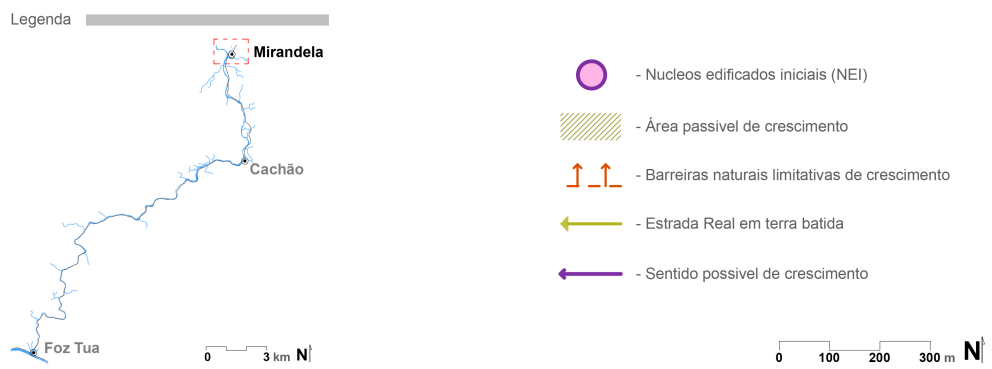 Legenda
Mirandela
Cachão
Foz Tua
0 3 km N
- Nucleos edificados iniciais (NEI)
- Área passivel de crescimento
- Barreiras naturais limitativas de crescimento
- Estrada Real em terra batida
- Sentido possivel de crescimento
0 100 200 300 m N